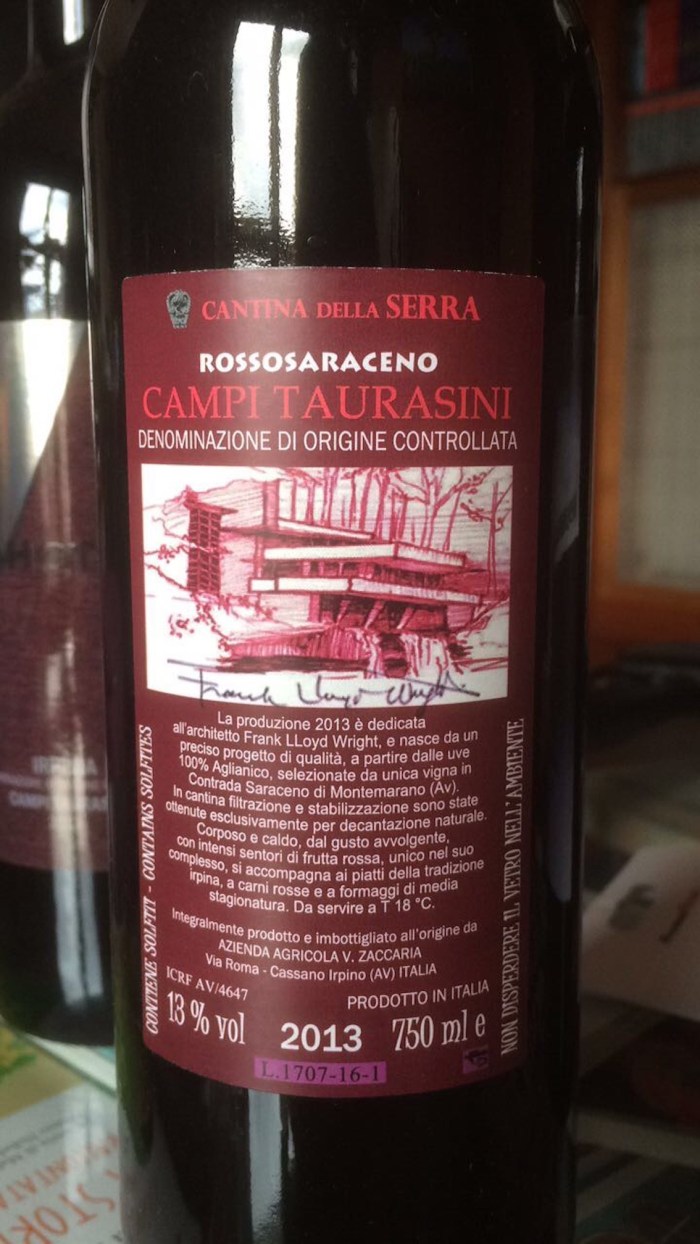 CANTINA DELLA SERRA
ROSSOSARACENO
CAMPI TAURASINI
DENOMINAZIONE DI ORIGINE CONTROLLATA
Frank Lloyd Wright
La produzione 2013 è dedicata
all'architetto Frank LLoyd Wright, e nasce da un
preciso progetto di qualità, a partire dalle uve
100% Aglianico, selezionate da unica vigna in
Contrada Saraceno di Montemarano (Av).
In cantina filtrazione e stabilizzazione sono state
ottenute esclusivamente per decantazione naturale.
Corposo e caldo, dal gusto avvolgente,
con intensi sentori di frutta rossa, unico nel suo
complesso, si accompagna ai piatti della tradizione
irpina, a carni rosse e a formaggi di media
stagionatura. Da servire a T 18 °C.
Integralmente prodotto e imbottigliato all'origine da
AZIENDA AGRICOLA V. ZACCARIA
Via Roma - Cassano Irpino (AV) ITALIA
ICRF AV/4647
PRODOTTO IN ITALIA
13 % vol
2013
750 ml e
L.1707-16-1
CONTIENE SOLFITI - CONTAINS SOLFITES
NON DISPERDERE IL VETRO NELL'AMBIENTE